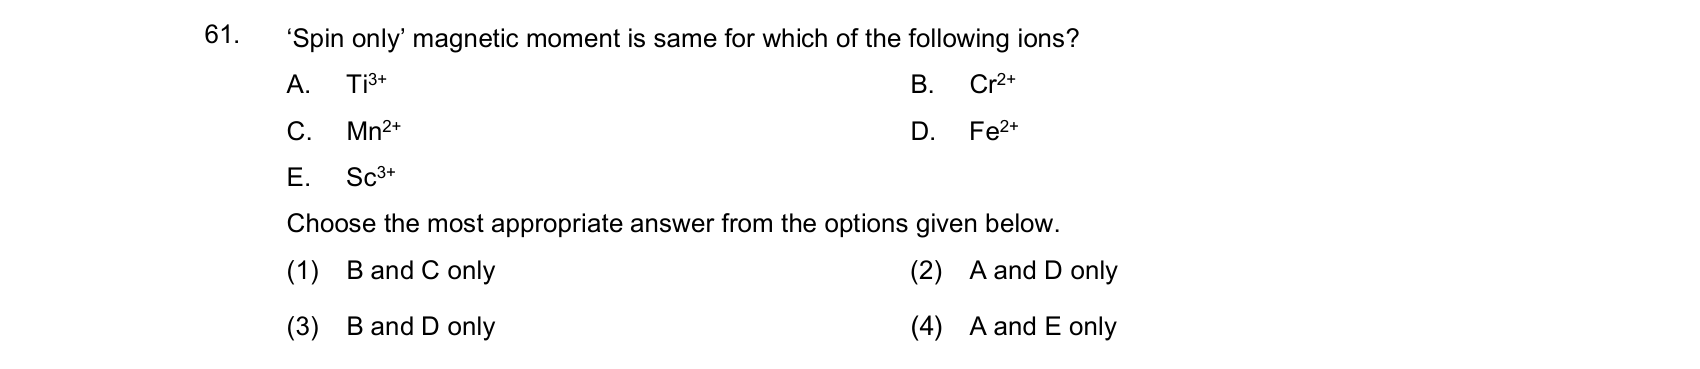 61. ‘Spin only’ magnetic moment is same for which of the following ions?
A. Ti³⁺ B. Cr²⁺
C. Mn²⁺ D. Fe²⁺
E. Sc³⁺
Choose the most appropriate answer from the options given below.
(1) B and C only (2) A and D only
(3) B and D only (4) A and E only